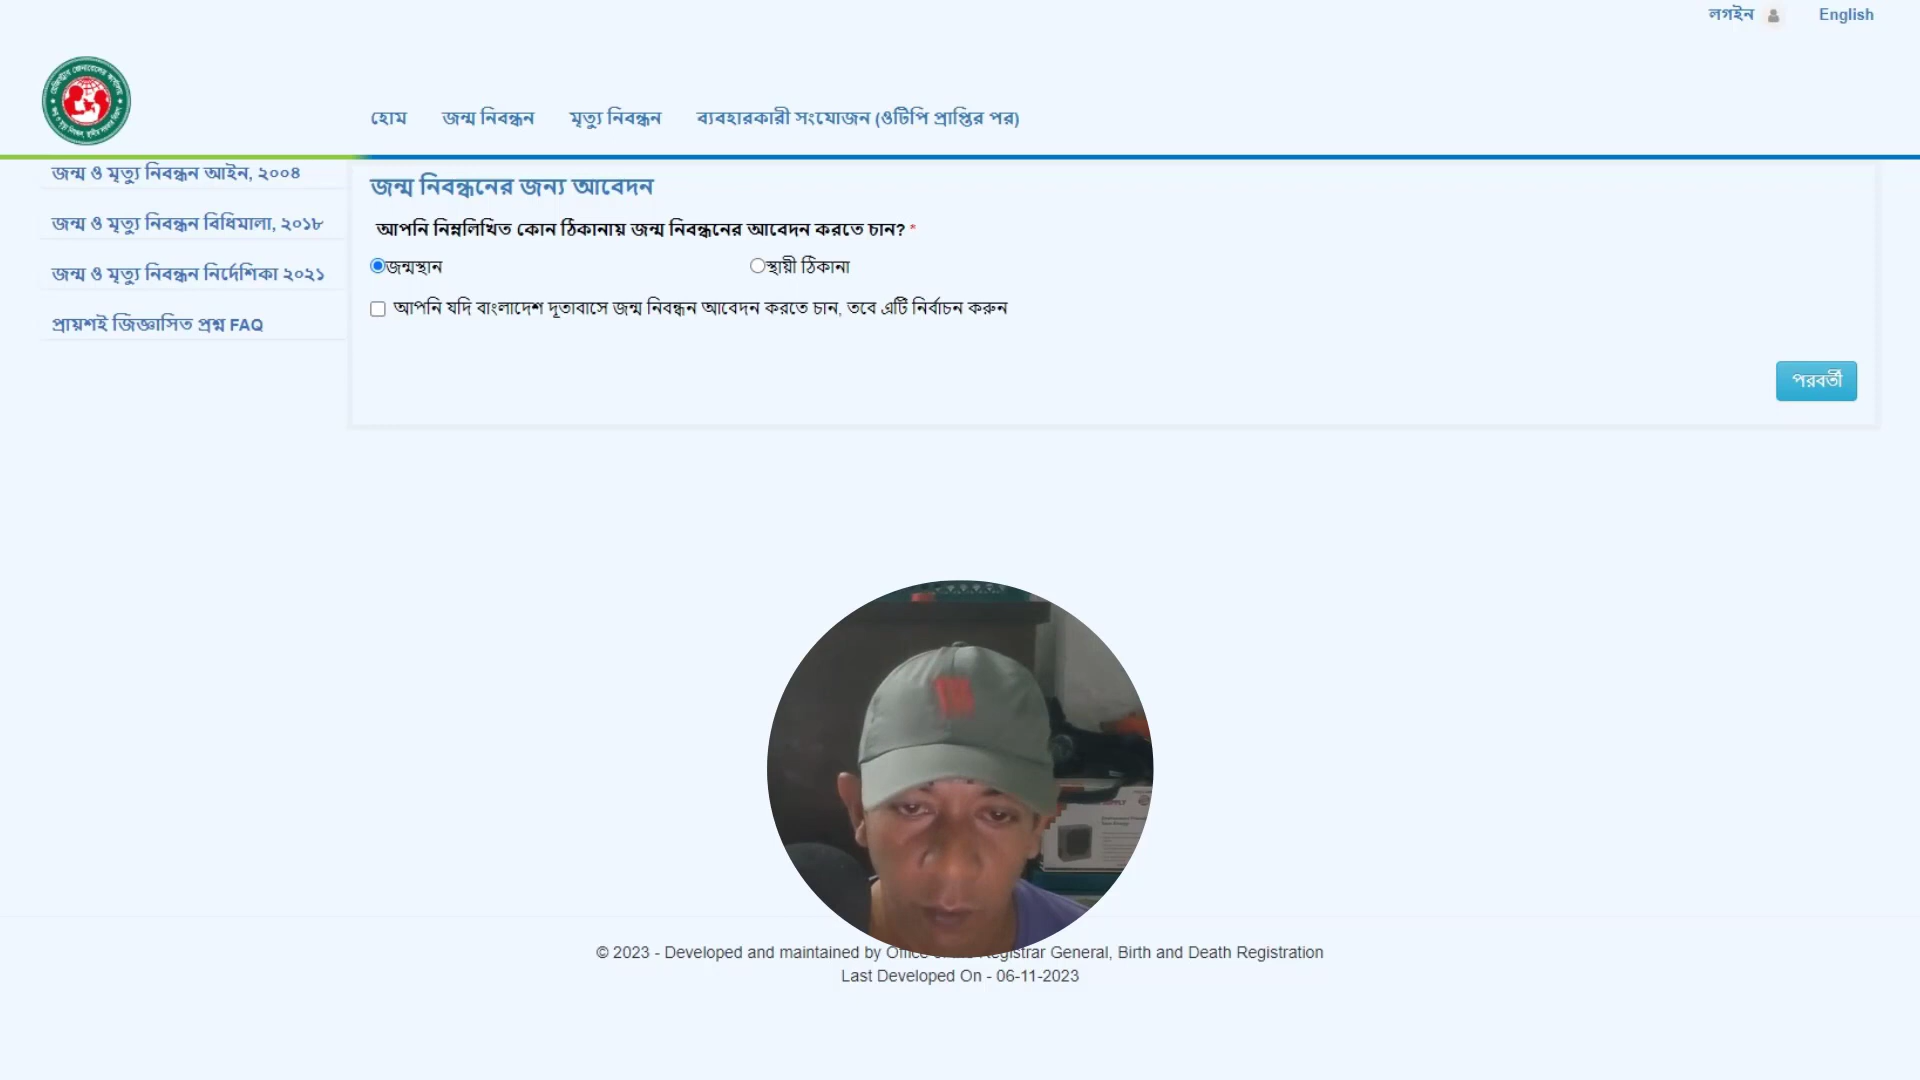 লগইন English
হোম জন্ম নিবন্ধন মৃত্যু নিবন্ধন ব্যবহারকারী সংযোজন (ওটিপি প্রাপ্তির পর)
জন্ম ও মৃত্যু নিবন্ধন আইন, ২০০৪
জন্ম ও মৃত্যু নিবন্ধন বিধিমালা, ২০১৮
জন্ম ও মৃত্যু নিবন্ধন নির্দেশিকা ২০২১
প্রায়শই জিজ্ঞাসিত প্রশ্ন FAQ
জন্ম নিবন্ধনের জন্য আবেদন
আপনি নিম্নলিখিত কোন ঠিকানায় জন্ম নিবন্ধনের আবেদন করতে চান? *
জন্মস্থান স্থায়ী ঠিকানা
আপনি যদি বাংলাদেশ দূতাবাসে জন্ম নিবন্ধন আবেদন করতে চান, তবে এটি নির্বাচন করুন
পরবর্তী
© 2023 - Developed and maintained by Office Registrar General, Birth and Death Registration
Last Developed On - 06-11-2023